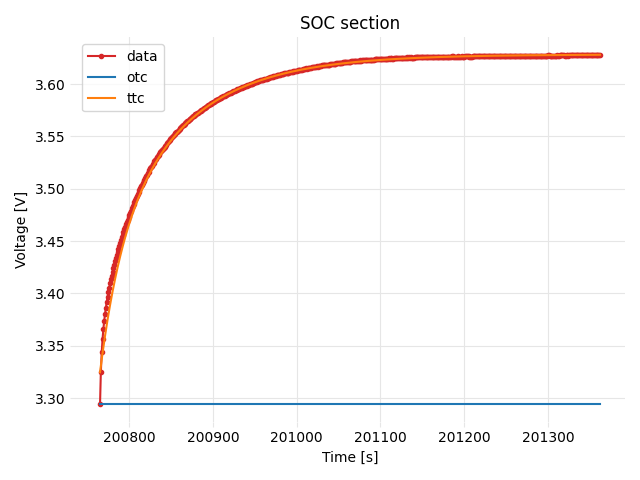 SOC section
data
otc
ttc
3.60
3.55
3.50
3.45
3.40
3.35
3.30
Voltage [V]
200800 200900 201000 201100 201200 201300
Time [s]